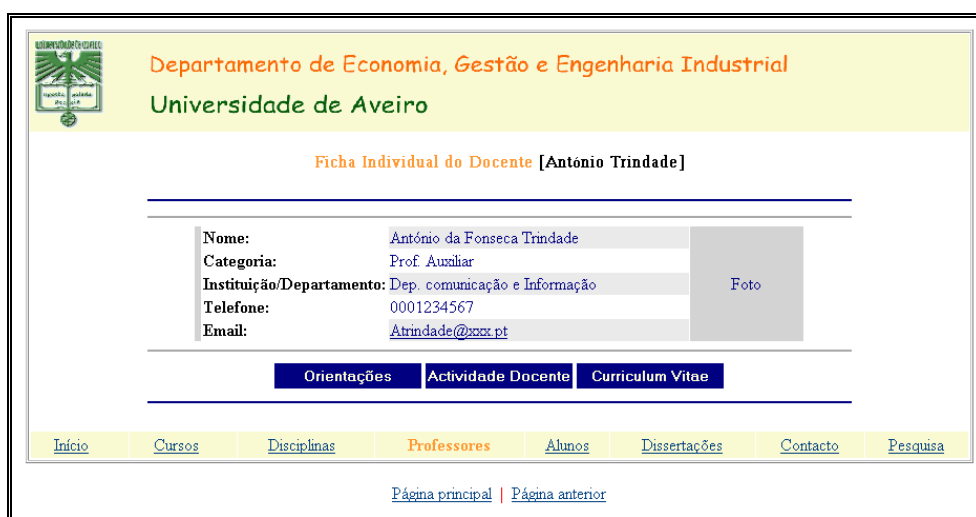 Departamento de Economia, Gestão e Engenharia Industrial
Universidade de Aveiro
Ficha Individual do Docente [António Trindade]
Nome: António da Fonseca Trindade
Categoria: Prof. Auxiliar
Instituição/Departamento: Dep. comunicação e Informação
Foto
Telefone: 0001234567
Email: Atrindade@xxx.pt
Orientações Actividade Docente Curriculum Vitae
Início Cursos Disciplinas Professores Alunos Dissertações Contacto Pesquisa
Página principal | Página anterior